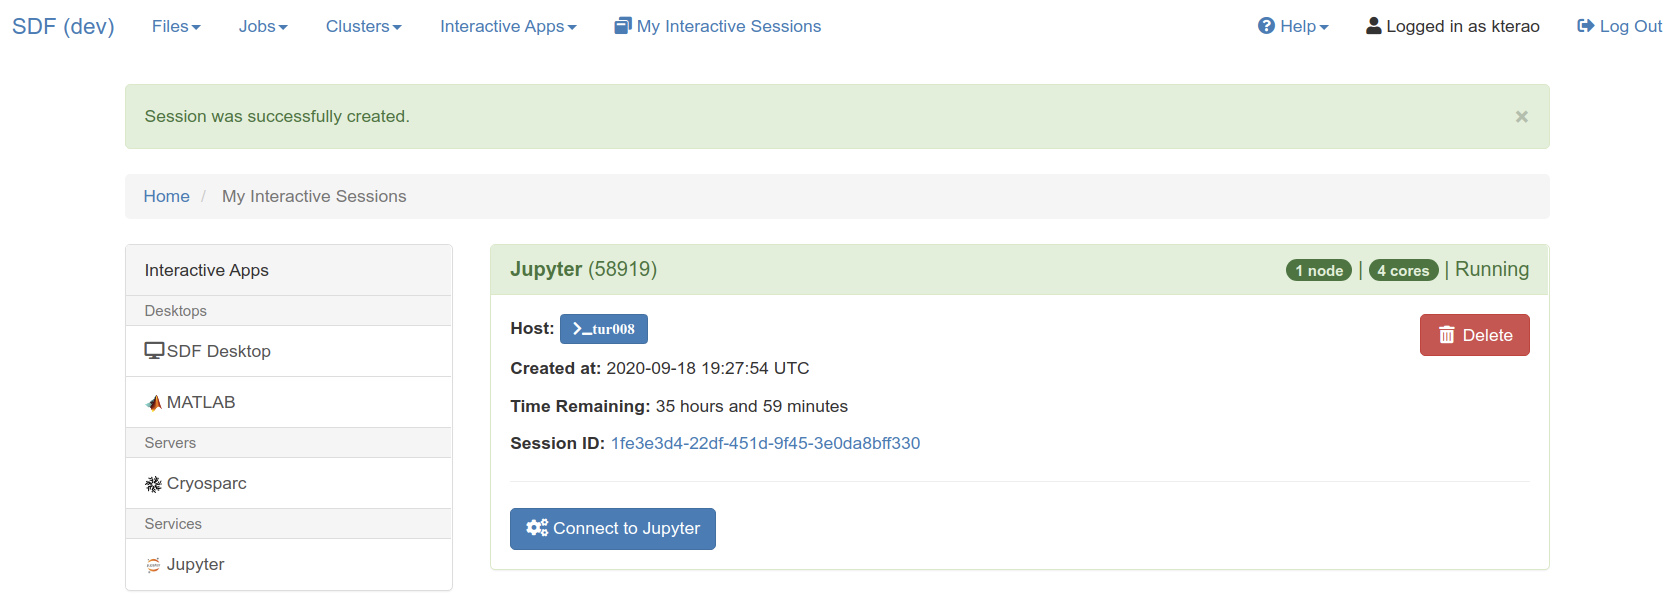 SDF (dev) Files Jobs Clusters Interactive Apps My Interactive Sessions Help Logged in as kterao Log Out
Session was successfully created. ×
Home / My Interactive Sessions
Interactive Apps
Desktops
SDF Desktop
MATLAB
Servers
Cryosparc
Services
Jupyter
Jupyter (58919) 1 node | 4 cores | Running
Host: >_tur008 Delete
Created at: 2020-09-18 19:27:54 UTC
Time Remaining: 35 hours and 59 minutes
Session ID: 1fe3e3d4-22df-451d-9f45-3e0da8bff330
Connect to Jupyter